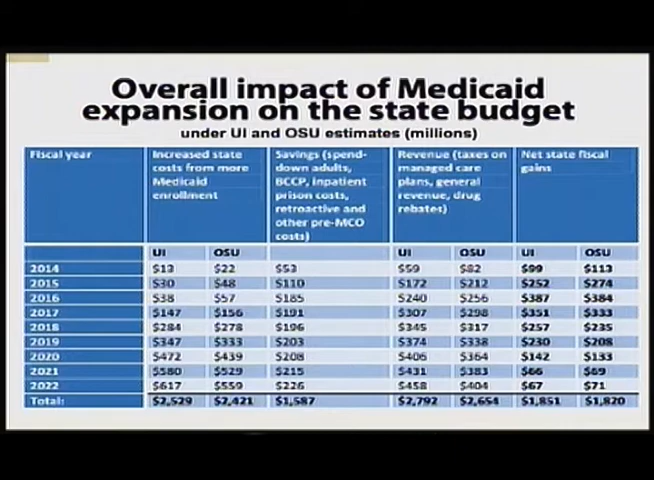 Overall impact of Medicaid
expansion on the state budget
under UI and OSU estimates (millions)
Fiscal year
Increased state
costs from more
Medicaid
enrollment
Savings (spend-
down adults,
BCCP, inpatient
prison costs,
retroactive and
other pre-MCO
costs)
Revenue (taxes on
managed care
plans, general
revenue, drug
rebates)
Net state fiscal
gains
UI OSU UI OSU UI OSU
2014 $13 $22 $53 $59 $82 $99 $113
2015 $30 $48 $110 $172 $212 $252 $274
2016 $38 $57 $185 $240 $256 $387 $384
2017 $147 $156 $191 $307 $298 $351 $333
2018 $284 $278 $196 $345 $317 $257 $235
2019 $347 $333 $203 $374 $338 $230 $208
2020 $472 $439 $208 $406 $364 $142 $133
2021 $580 $529 $215 $431 $383 $66 $69
2022 $617 $559 $226 $458 $404 $67 $71
Total: $2,529 $2,421 $1,587 $2,792 $2,654 $1,851 $1,820